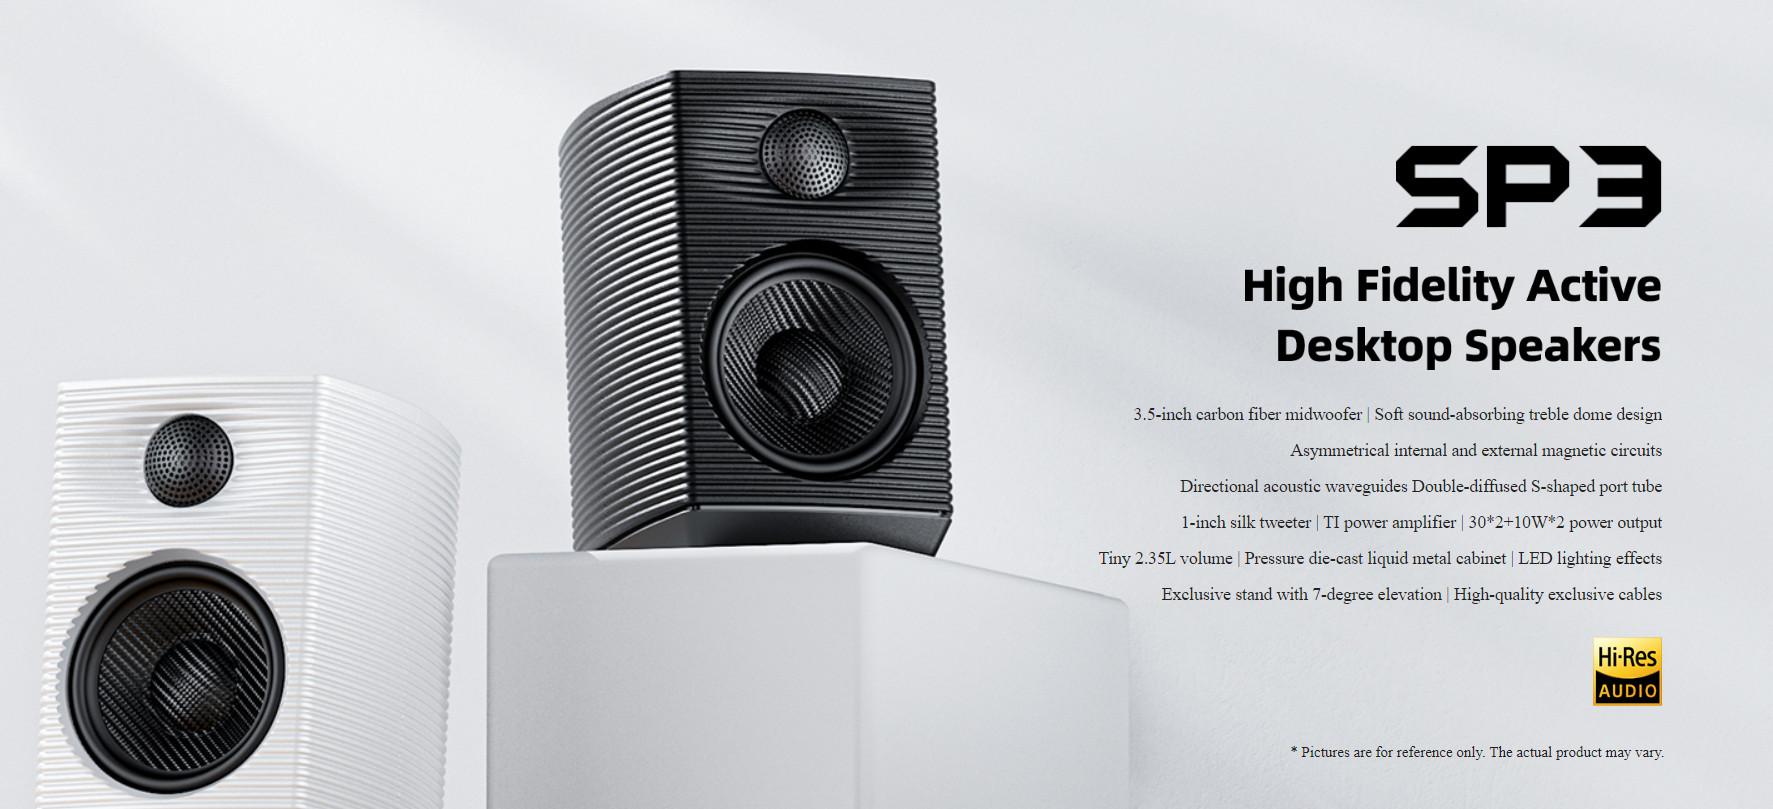 SP3
High Fidelity Active
Desktop Speakers
3.5-inch carbon fiber midwoofer | Soft sound-absorbing treble dome design
Asymmetrical internal and external magnetic circuits
Directional acoustic waveguides Double-diffused S-shaped port tube
1-inch silk tweeter | TI power amplifier | 30*2+10W*2 power output
Tiny 2.35L volume | Pressure die-cast liquid metal cabinet | LED lighting effects
Exclusive stand with 7-degree elevation | High-quality exclusive cables
Hi-Res
AUDIO
* Pictures are for reference only. The actual product may vary.